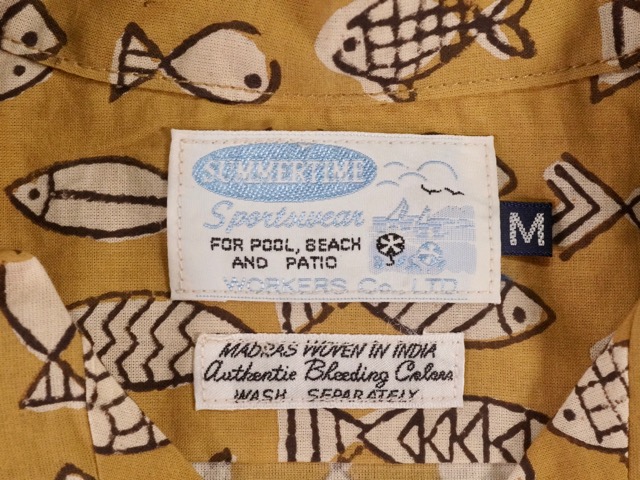 SUMMERTIME
Sportswear
FOR POOL, BEACH
AND PATIO
WORKERS Co., LTD
M
MADRAS WOVEN IN INDIA
Authentic Bleeding Colors
WASH SEPARATELY